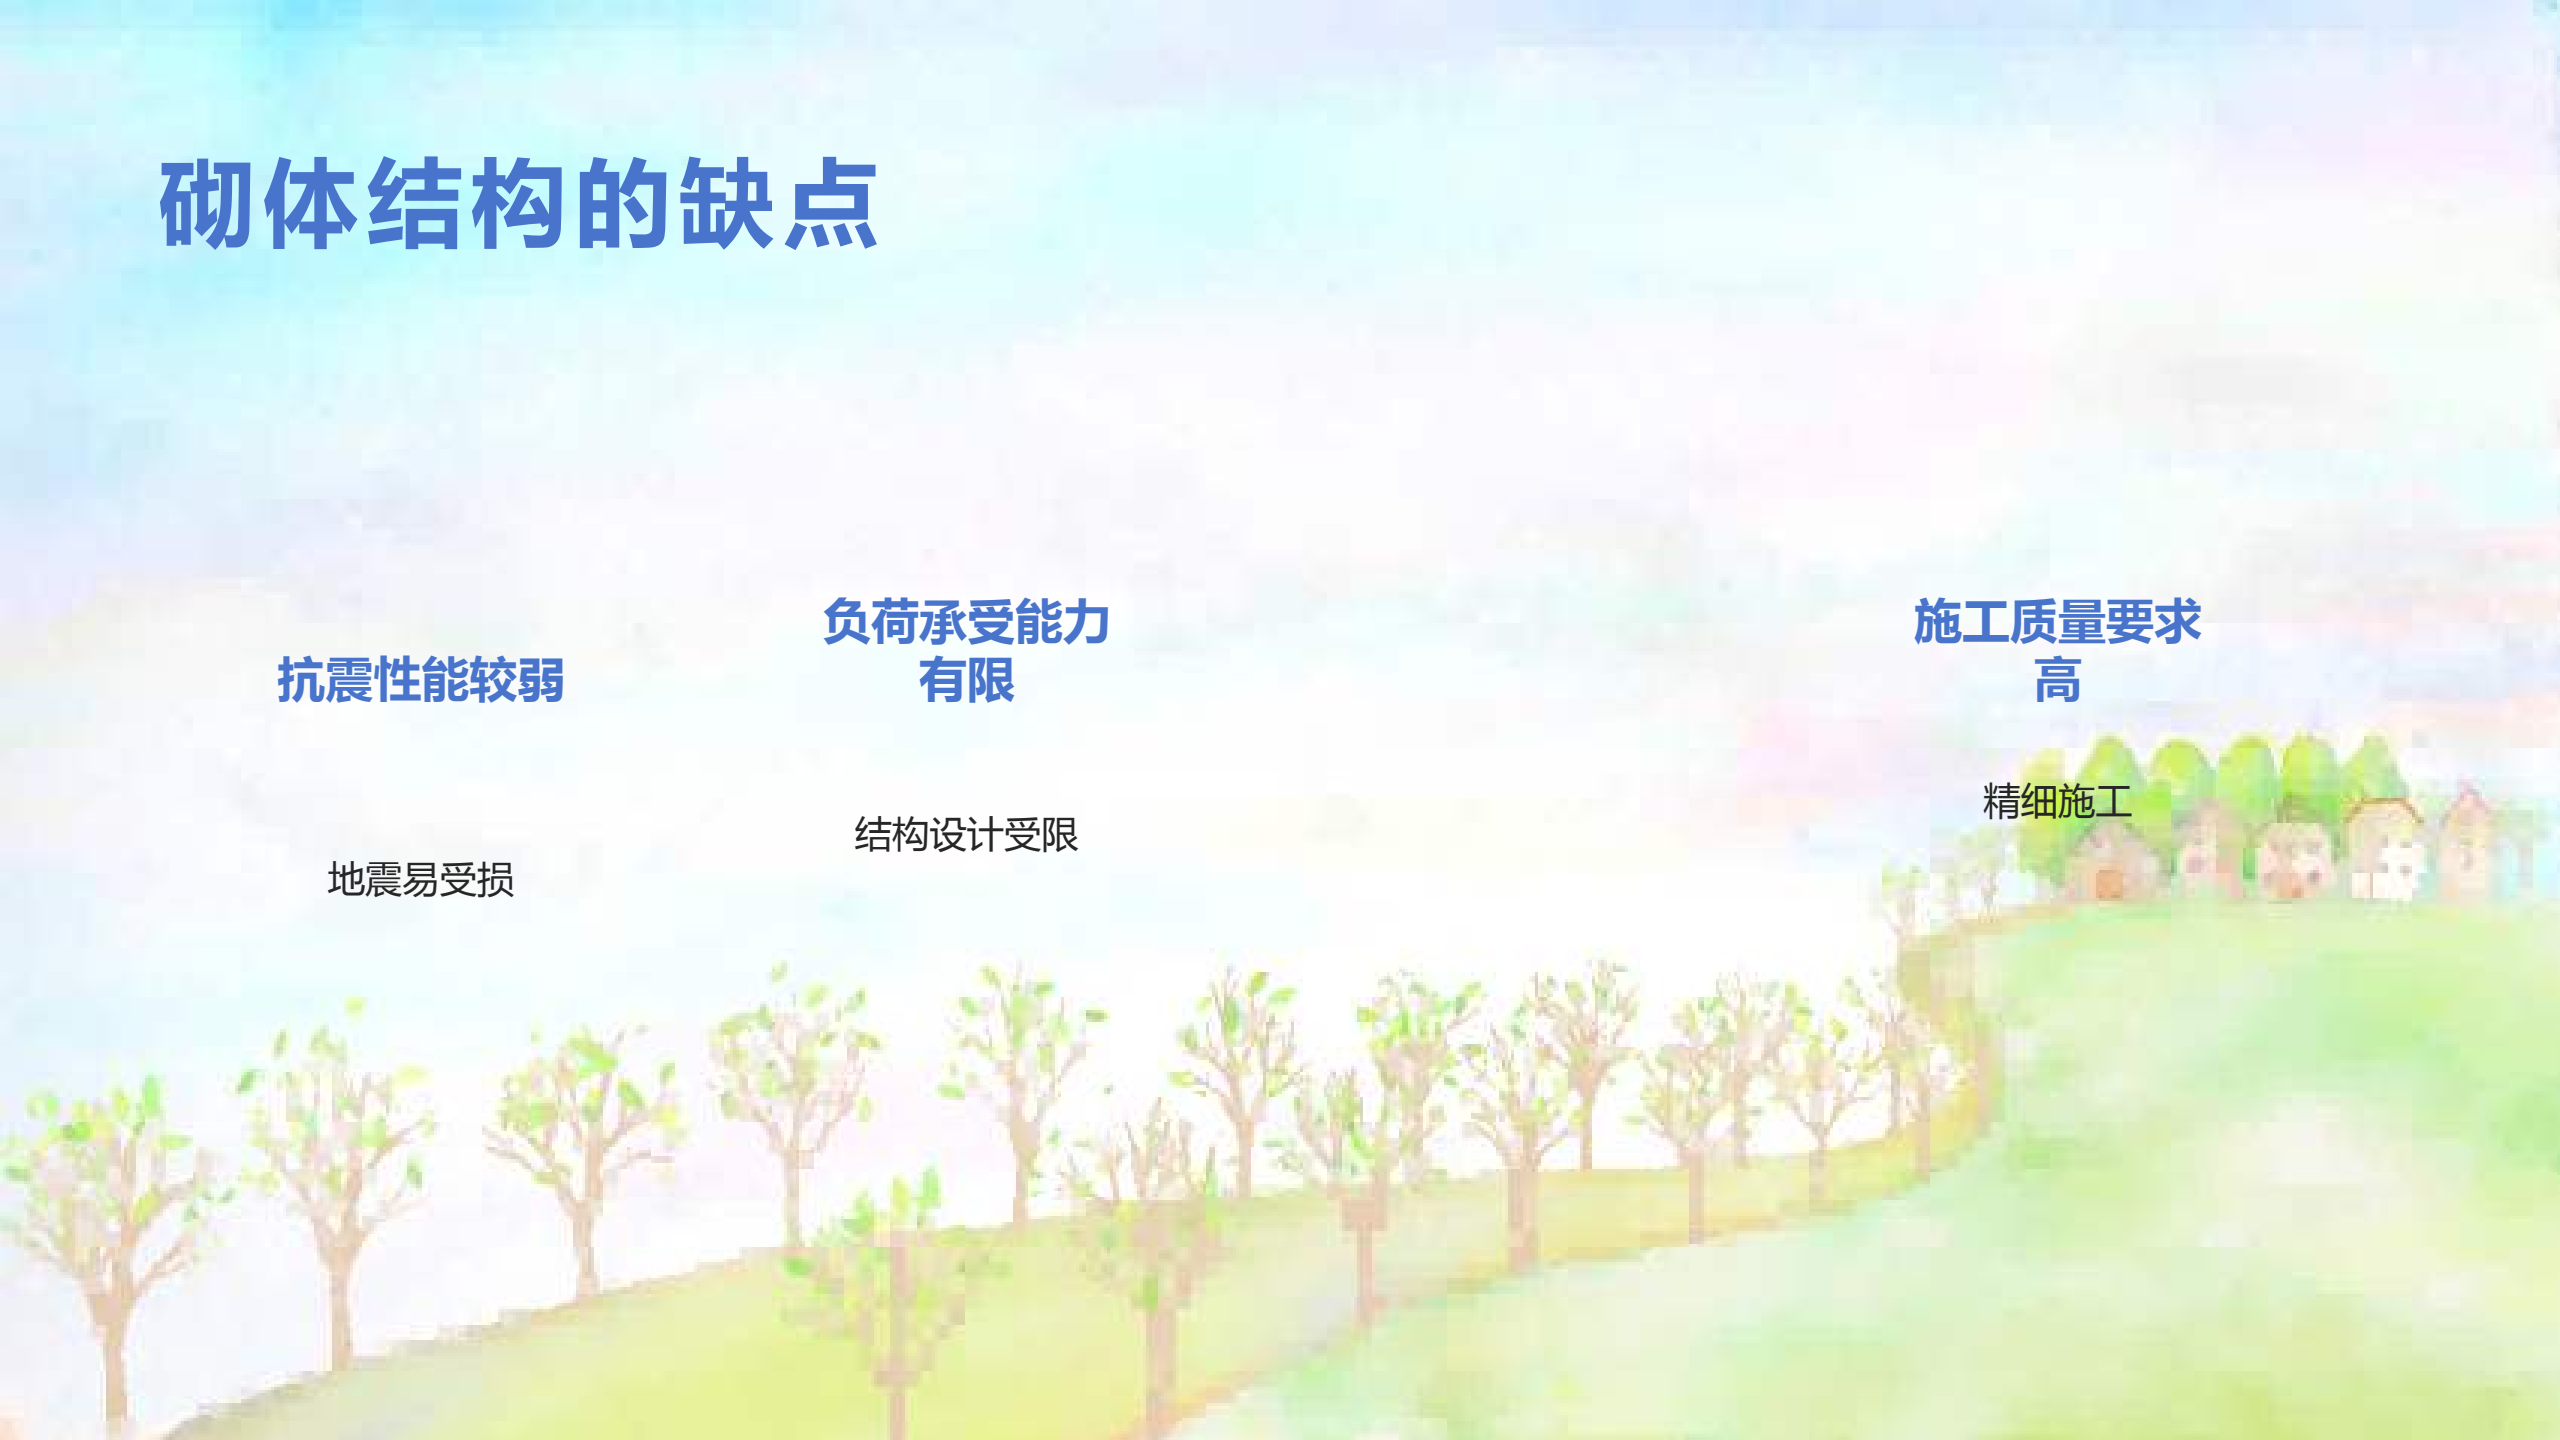 砌体结构的缺点
抗震性能较弱
地震易受损
负荷承受能力
有限
结构设计受限
施工质量要求
高
精细施工